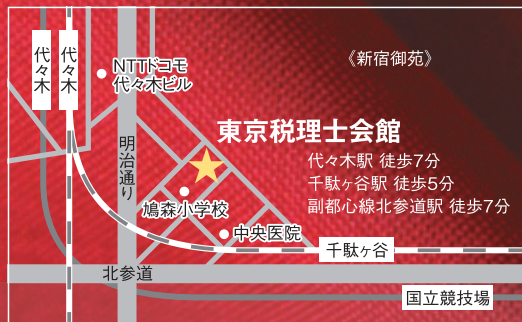 代々木
代々木
NTTドコモ
代々木ビル
《新宿御苑》
東京税理士会館
代々木駅 徒歩7分
千駄ヶ谷駅 徒歩5分
副都心線北参道駅 徒歩7分
明治通り
鳩森小学校
中央医院
千駄ヶ谷
北参道
国立競技場